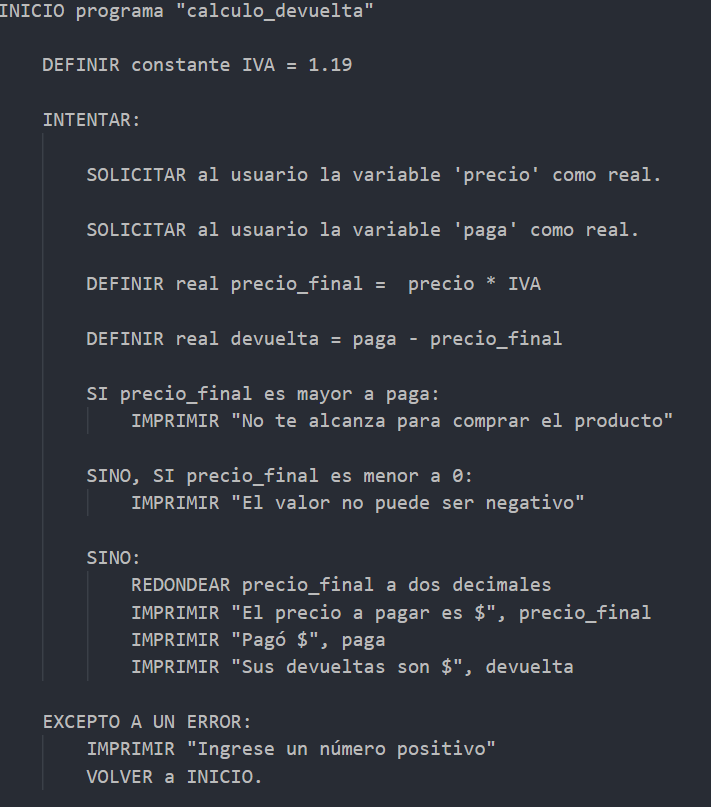 INICIO programa "calculo_devuelta"
DEFINIR constante IVA = 1.19
INTENTAR:
SOLICITAR al usuario la variable 'precio' como real.
SOLICITAR al usuario la variable 'paga' como real.
DEFINIR real precio_final =  precio * IVA
DEFINIR real devuelta = paga - precio_final
SI precio_final es mayor a paga:
IMPRIMIR "No te alcanza para comprar el producto"
SINO, SI precio_final es menor a 0:
IMPRIMIR "El valor no puede ser negativo"
SINO:
REDONDEAR precio_final a dos decimales
IMPRIMIR "El precio a pagar es $", precio_final
IMPRIMIR "Pagó $", paga
IMPRIMIR "Sus devueltas son $", devuelta
EXCEPTO A UN ERROR:
IMPRIMIR "Ingrese un número positivo"
VOLVER a INICIO.